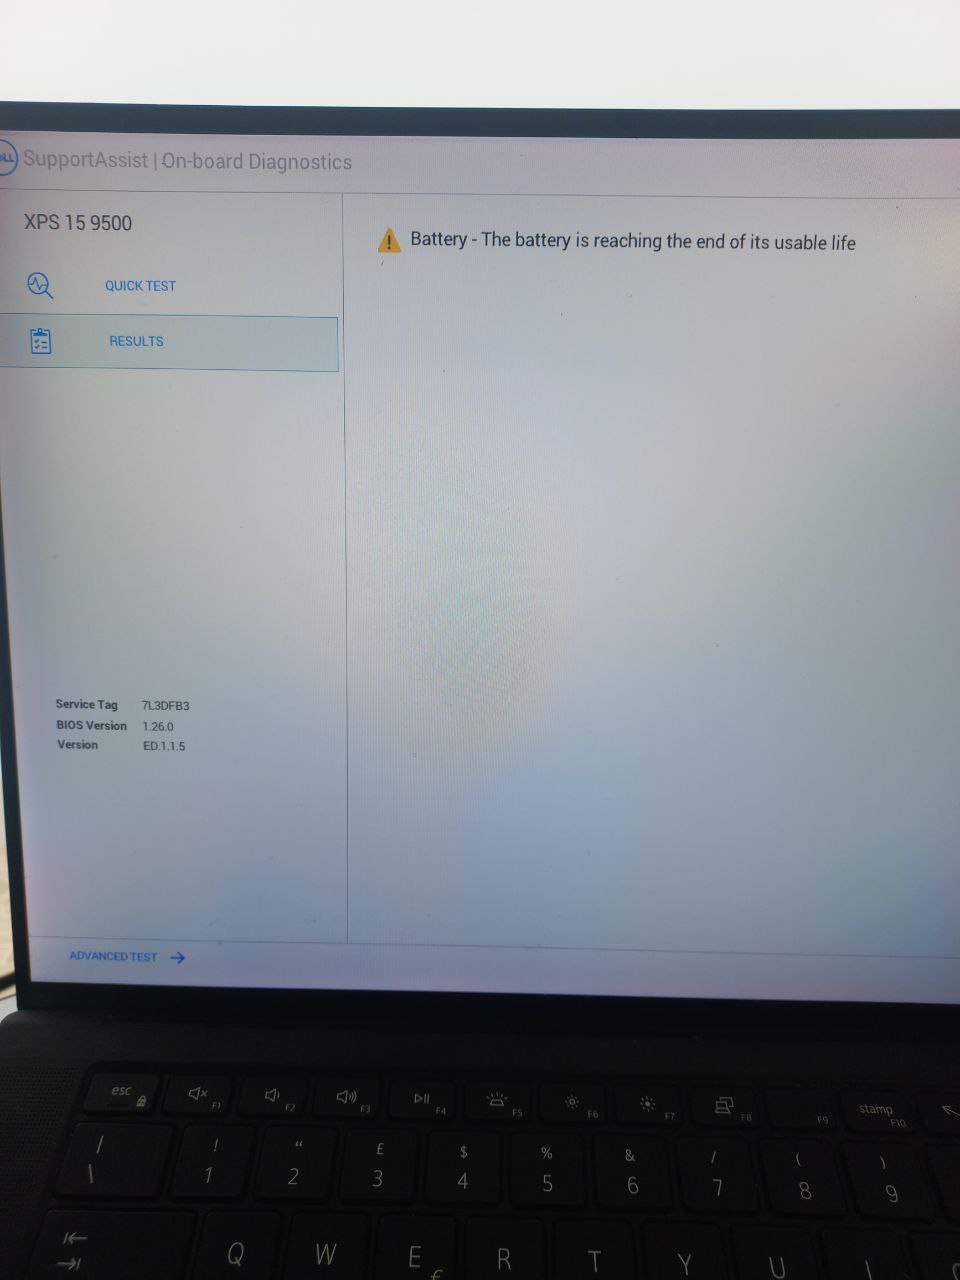 DELL SupportAssist | On-board Diagnostics
XPS 15 9500
Battery - The battery is reaching the end of its usable life
QUICK TEST
RESULTS
Service Tag 7L3DFB3
BIOS Version 1.26.0
Version ED.1.1.5
ADVANCED TEST
esc F1 F2 F3 F4 F5 F6 F7 F8 F9 stamp F10
| ! “ £ $ % & / ( )
\ 1 2 3 4 5 6 7 8 9
Q W E € R T Y U I